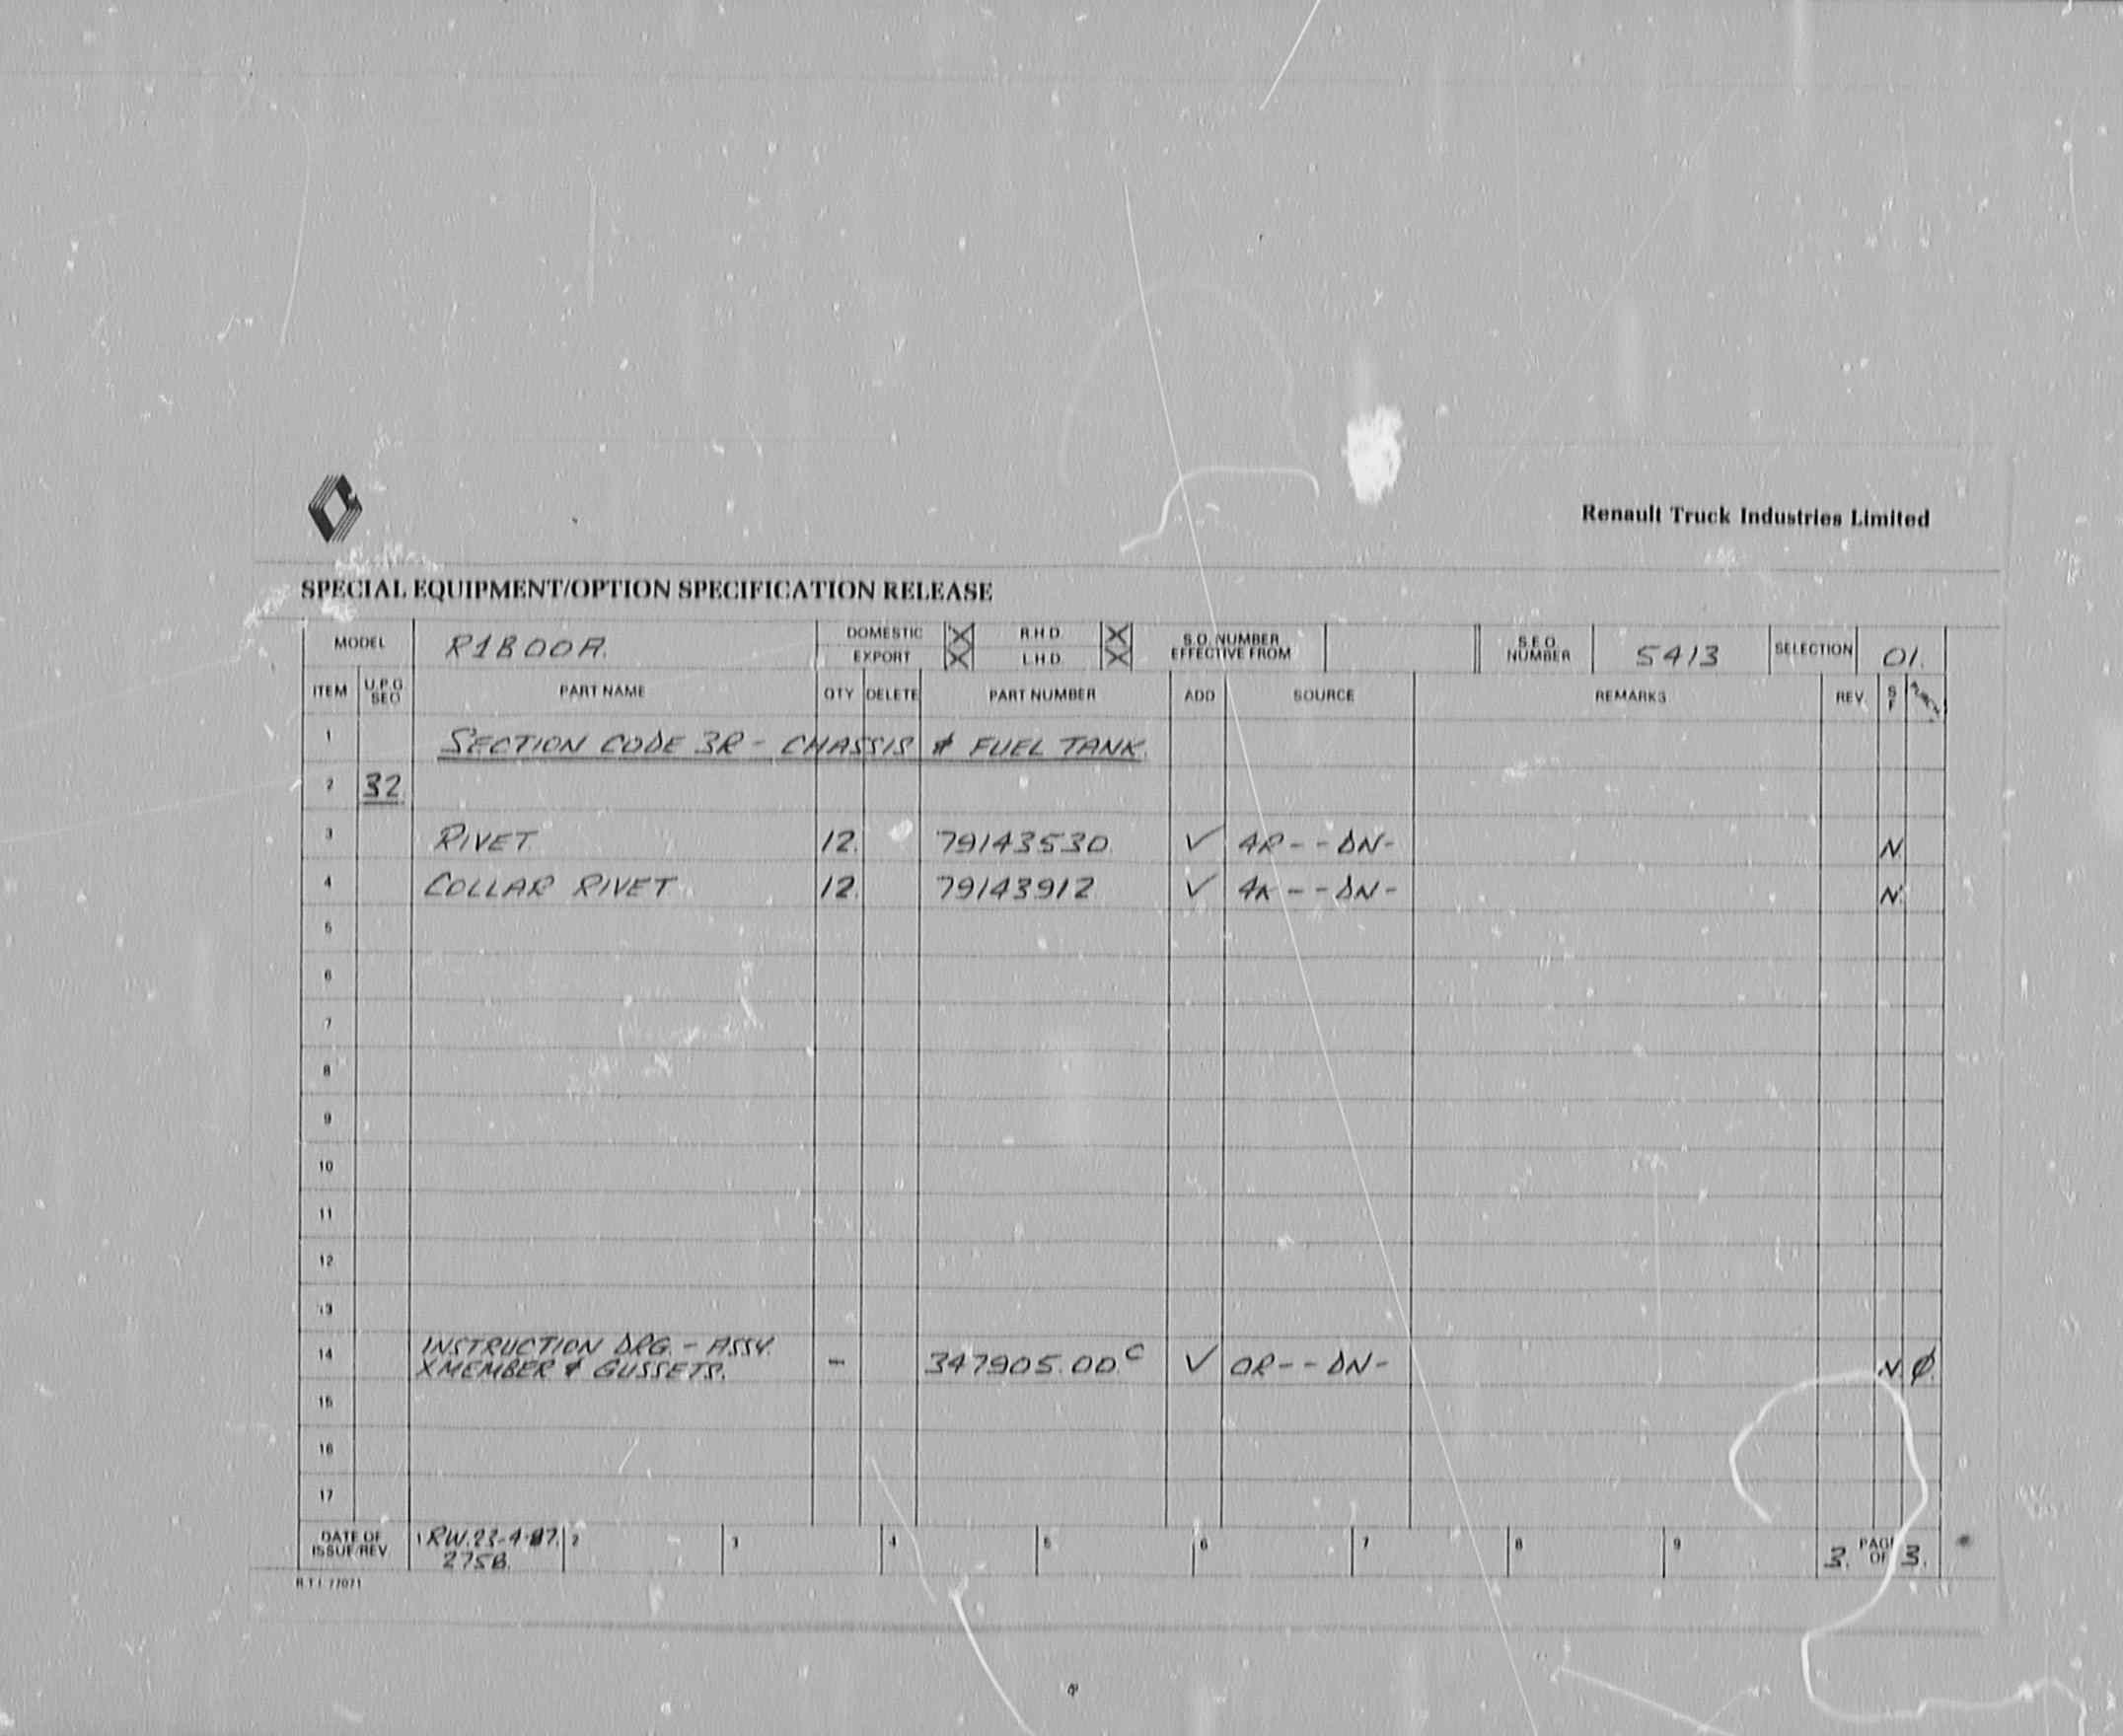 Renault Truck Industries Limited
SPECIAL EQUIPMENT/OPTION SPECIFICATION RELEASE
MODEL R1800A. DOMESTIC R.H.D. S.O. NUMBER EFFECTIVE FROM S.E.O. NUMBER 5413 SELECTION 01.
EXPORT L.H.D.
ITEM U.P.G SEQ PART NAME QTY DELETE PART NUMBER ADD SOURCE REMARKS REV. S F
1 SECTION CODE 3R - CHASSIS & FUEL TANK.
2 32
3 RIVET 12. 79143530 ✓ 4R--DN- N
4 COLLAR RIVET 12. 79143912 ✓ 4K--DN- N
5
6
7
8
9
10
11
12
13
14 INSTRUCTION DRG. - ASSY.
XMEMBER & GUSSETS. - 347905.00C ✓ 0R--DN- N Ø.
15
16
17
DATE OF ISSUE/REV. 1 RW. 23-4-87. 2 3 4 5 6 7 8 9 3. PAGE OF 3.
2758.
R.T.I. 77071